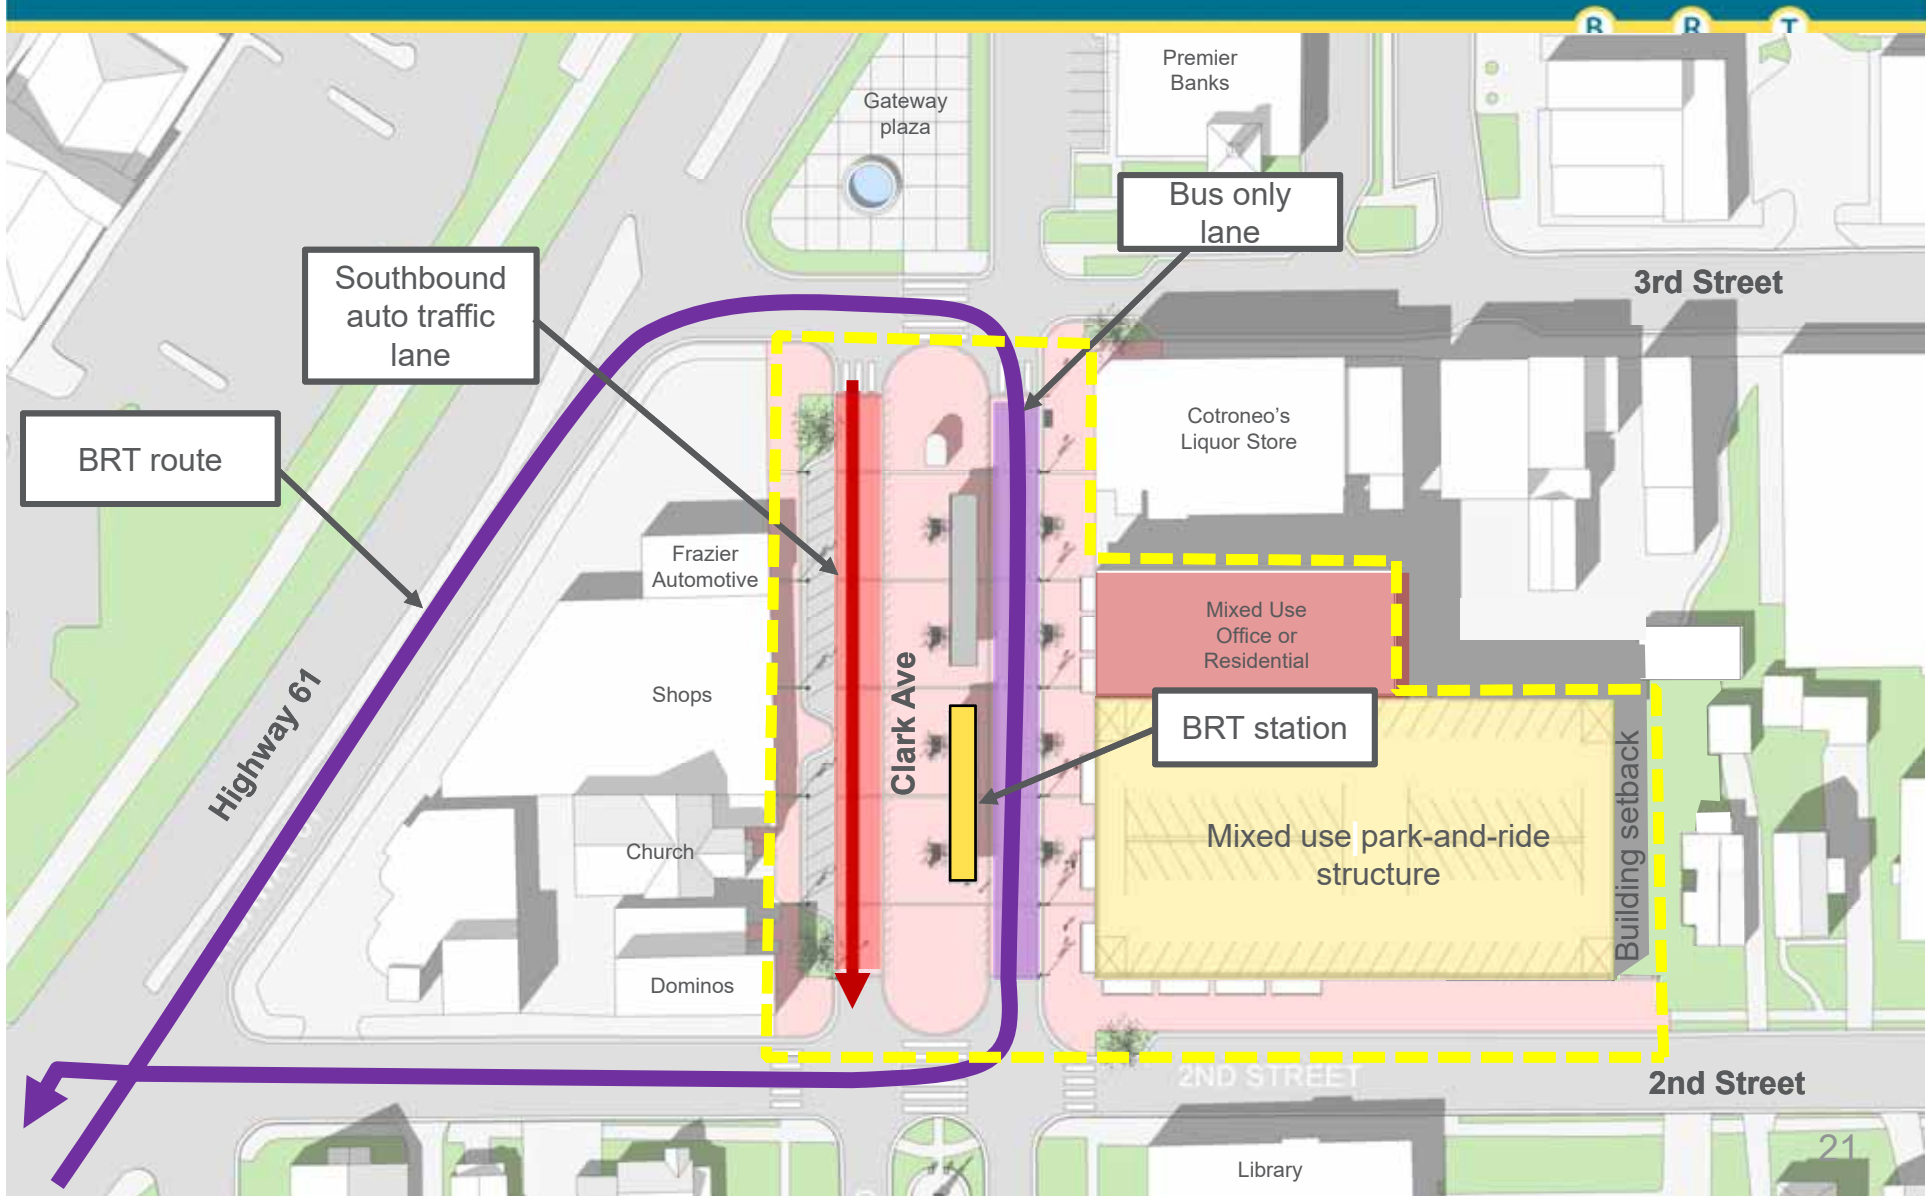 B R T
Premier
Banks
Gateway
plaza
Bus only
lane
3rd Street
Southbound
auto traffic
lane
Cotroneo’s
Liquor Store
BRT route
Frazier
Automotive
Mixed Use
Office or
Residential
Shops
Clark Ave
Highway 61
BRT station
Building setback
Mixed use park-and-ride
structure
Church
Dominos
2ND STREET
2nd Street
21
Library